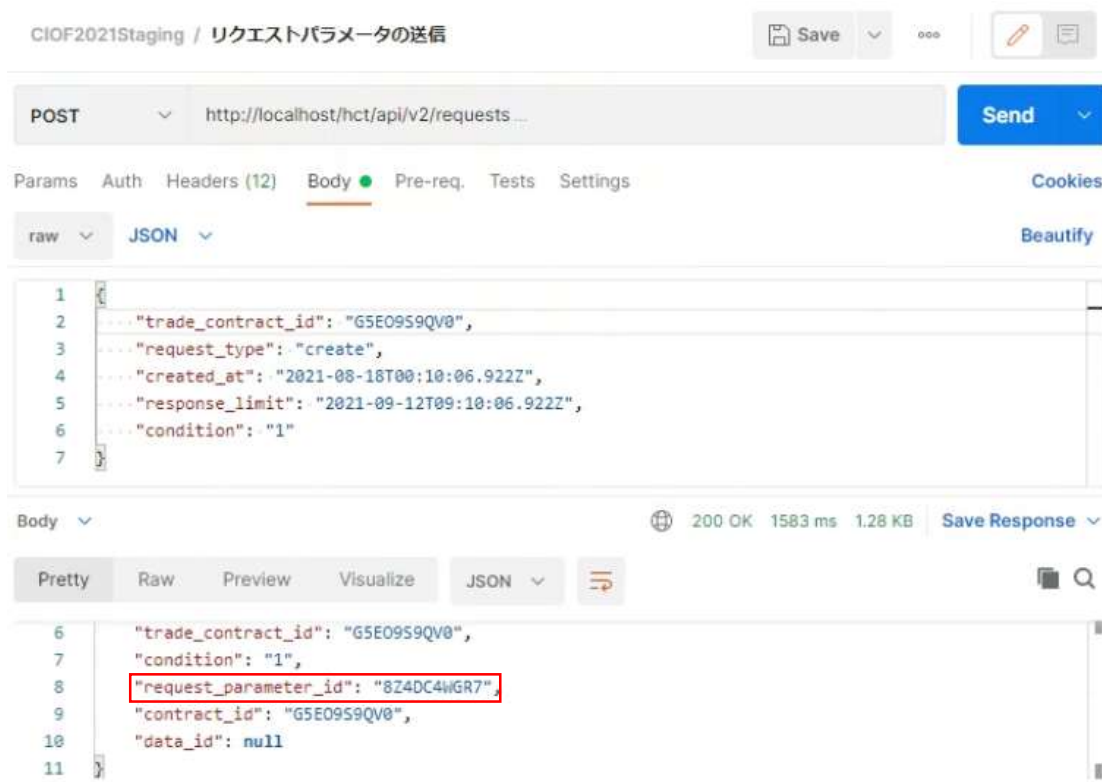 CIOF2021Staging / リクエストパラメータの送信 Save ooo
POST http://localhost/hct/api/v2/requests ... Send
Params Auth Headers (12) Body Pre-req. Tests Settings Cookies
raw JSON Beautify
1 {
2 "trade_contract_id": "G5EO9S9QV0",
3 "request_type": "create",
4 "created_at": "2021-08-18T00:10:06.922Z",
5 "response_limit": "2021-09-12T09:10:06.922Z",
6 "condition": "1"
7 }
Body 200 OK 1583 ms 1.28 KB Save Response
Pretty Raw Preview Visualize JSON
6 "trade_contract_id": "G5EO9S9QV0",
7 "condition": "1",
8 "request_parameter_id": "8Z4DC4WGR7",
9 "contract_id": "G5EO9S9QV0",
10 "data_id": null
11 }